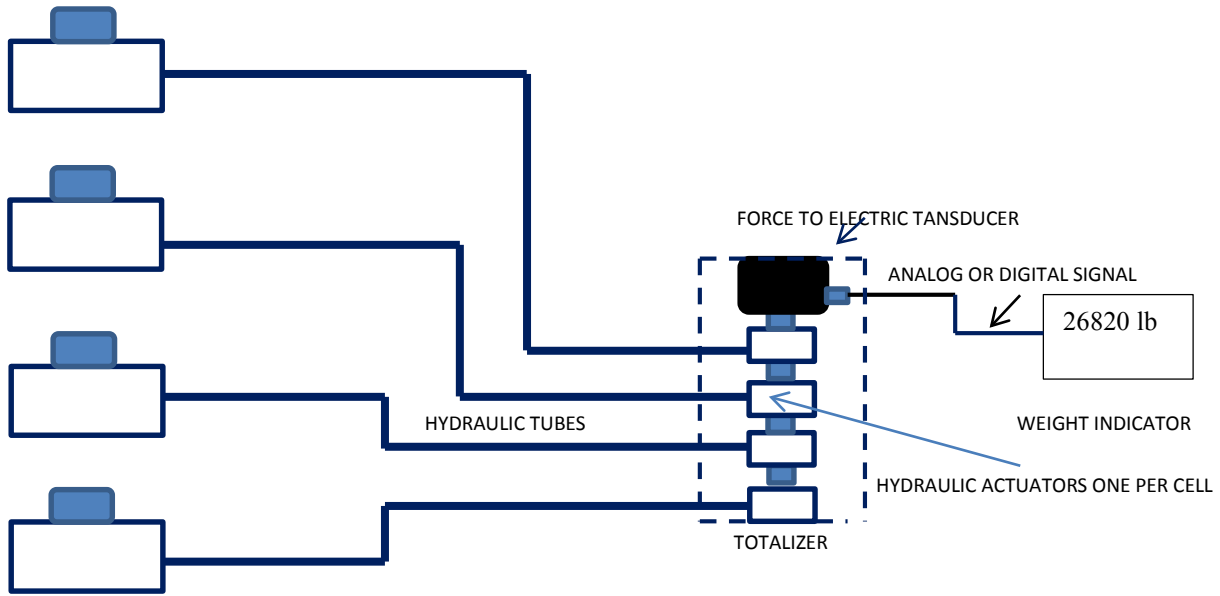 FORCE TO ELECTRIC TANSDUCER
ANALOG OR DIGITAL SIGNAL
26820 lb
HYDRAULIC TUBES
WEIGHT INDICATOR
HYDRAULIC ACTUATORS ONE PER CELL
TOTALIZER